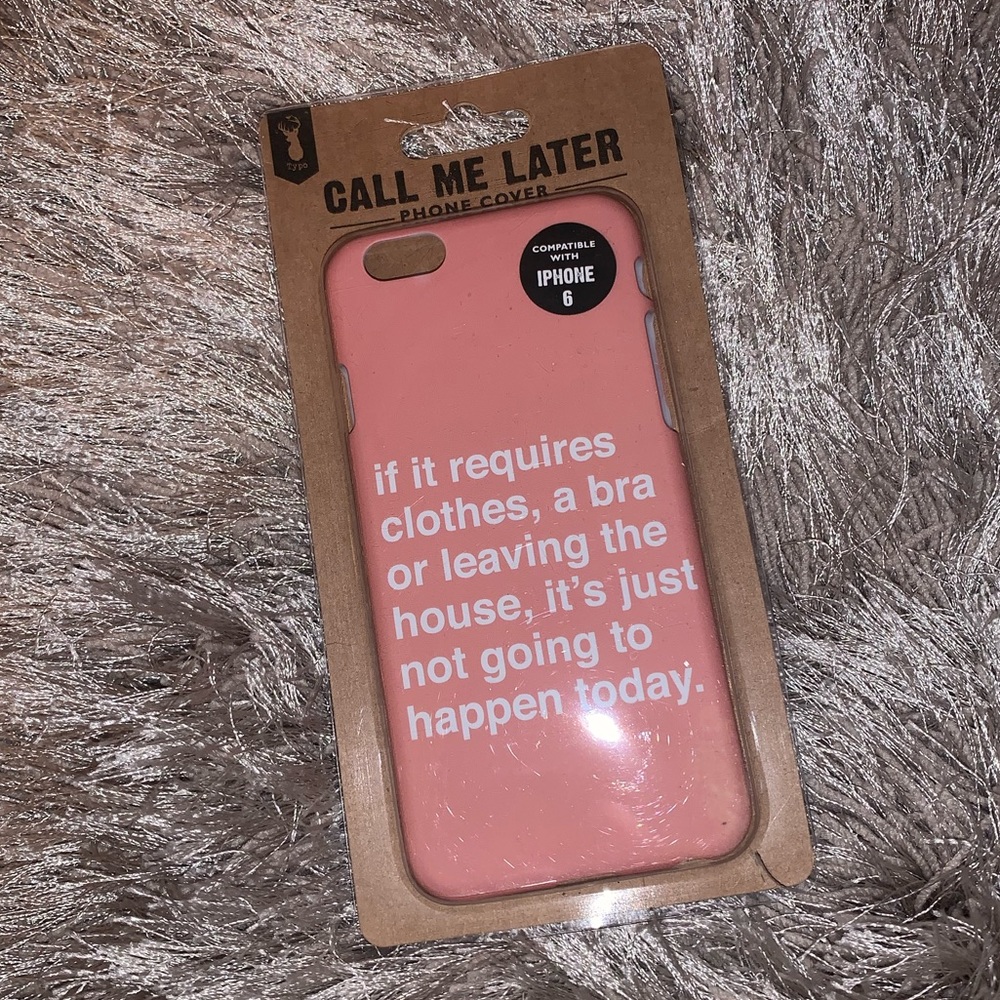 Typo
CALL ME LATER
PHONE COVER
COMPATIBLE
WITH
IPHONE
6
if it requires
clothes, a bra
or leaving the
house, it's just
not going to
happen today.